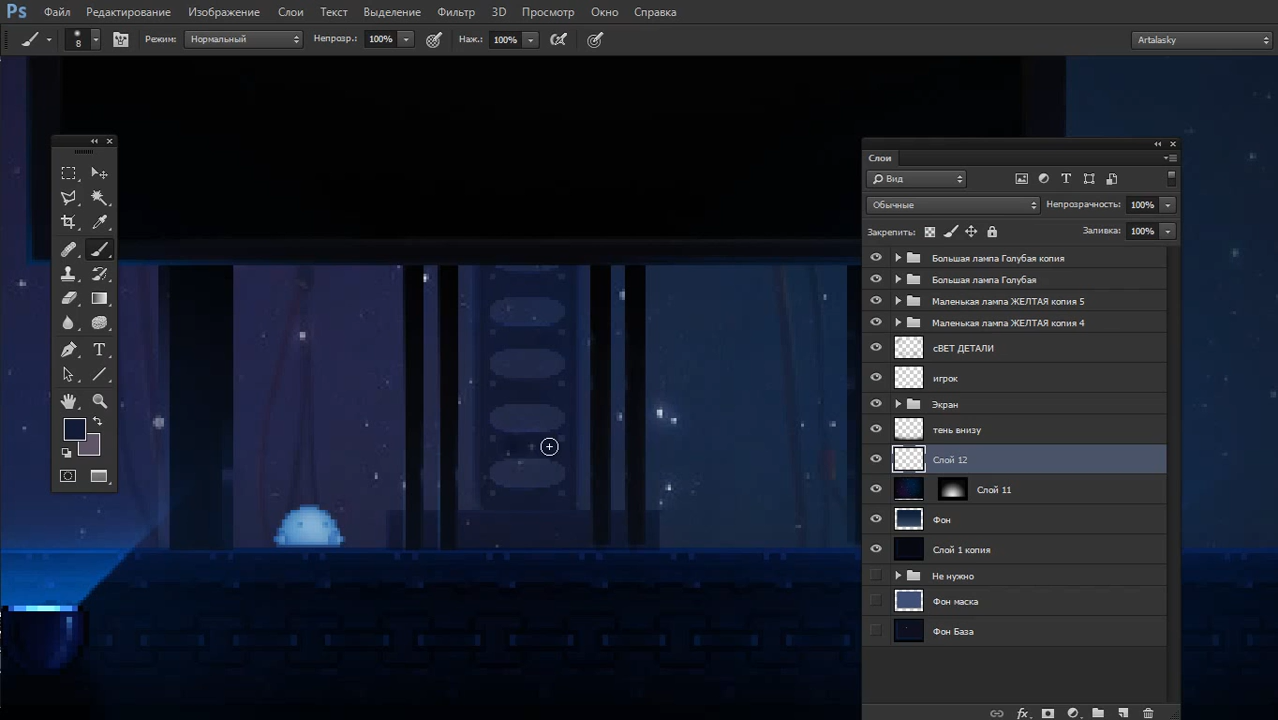 Ps Файл Редактирование Изображение Слои Текст Выделение Фильтр 3D Просмотр Окно Справка
8 Режим: Нормальный Непрозр.: 100% Наж.: 100% Artalasky
Слои
Вид
Обычные Непрозрачность: 100%
Закрепить: Заливка: 100%
Большая лампа Голубая копия
Большая лампа Голубая
Маленькая лампа ЖЕЛТАЯ копия 5
Маленькая лампа ЖЕЛТАЯ копия 4
сВЕТ ДЕТАЛИ
игрок
Экран
тень внизу
Слой 12
Слой 11
Фон
Слой 1 копия
Не нужно
Фон маска
Фон База